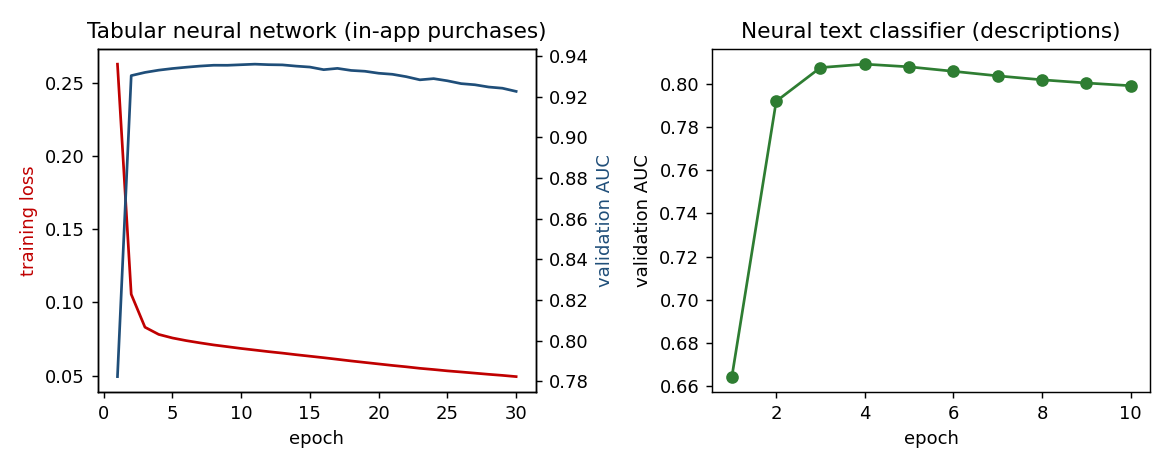 Tabular neural network (in-app purchases)
training loss
0.25
0.20
0.15
0.10
0.05
0.94
0.92
0.90
0.88
0.86
0.84
0.82
0.80
0.78
validation AUC
0 5 10 15 20 25 30
epoch
Neural text classifier (descriptions)
validation AUC
0.80
0.78
0.76
0.74
0.72
0.70
0.68
0.66
2 4 6 8 10
epoch